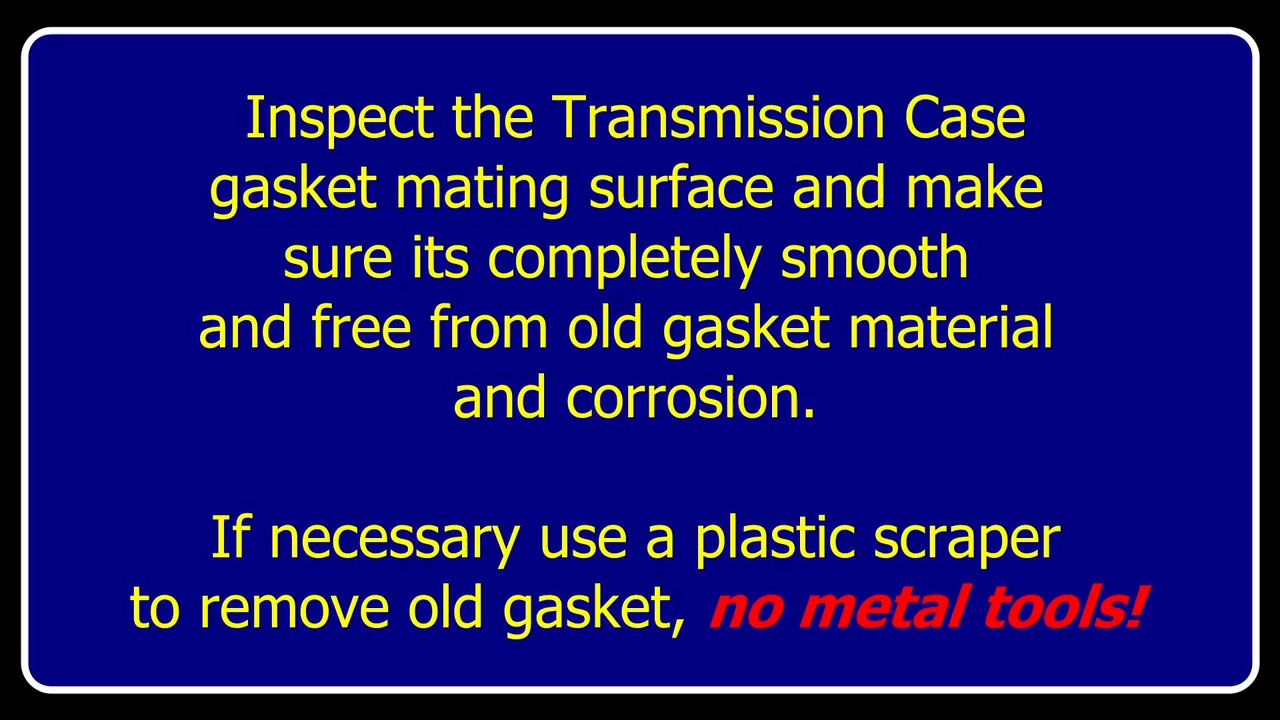 Inspect the Transmission Case
gasket mating surface and make
sure its completely smooth
and free from old gasket material
and corrosion.
If necessary use a plastic scraper
to remove old gasket, no metal tools!